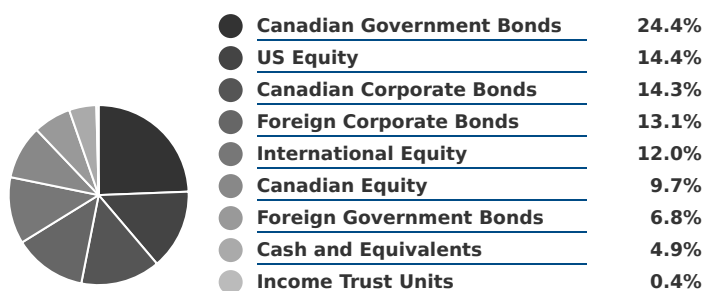 Canadian Government Bonds 24.4%
US Equity 14.4%
Canadian Corporate Bonds 14.3%
Foreign Corporate Bonds 13.1%
International Equity 12.0%
Canadian Equity 9.7%
Foreign Government Bonds 6.8%
Cash and Equivalents 4.9%
Income Trust Units 0.4%